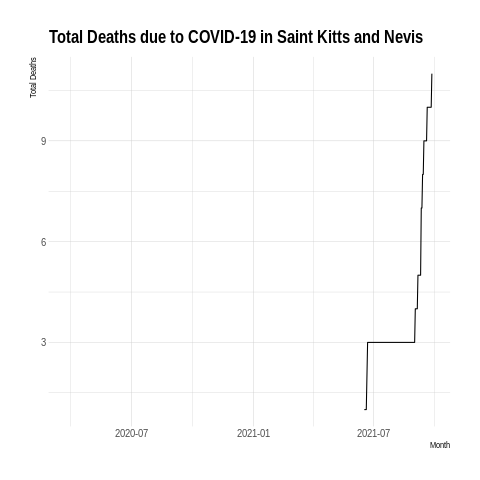 Total Deaths due to COVID-19 in Saint Kitts and Nevis
Total Deaths
9
6
3
2020-07
2021-01
2021-07
Month